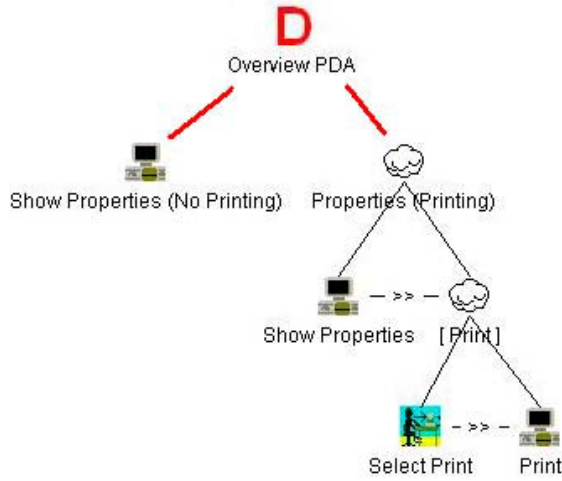 D
Overview PDA
Show Properties (No Printing)
Properties (Printing)
- >> -
Show Properties
[ Print ]
- >> -
Select Print
Print